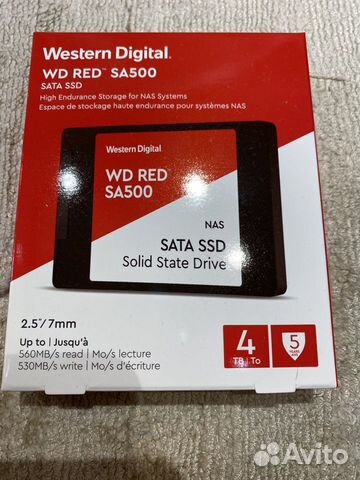 Western Digital.
WD RED™ SA500
SATA SSD
High Endurance Storage for NAS Systems
Espace de stockage haute endurance pour systèmes NAS
Western Digital
WD RED™
SA500
NAS
SATA SSD
Solid State Drive
2.5"/7mm
Up to | Jusqu'à
560MB/s read | Mo/s lecture
530MB/s write | Mo/s d'écriture
4
TB | To
5
Avito